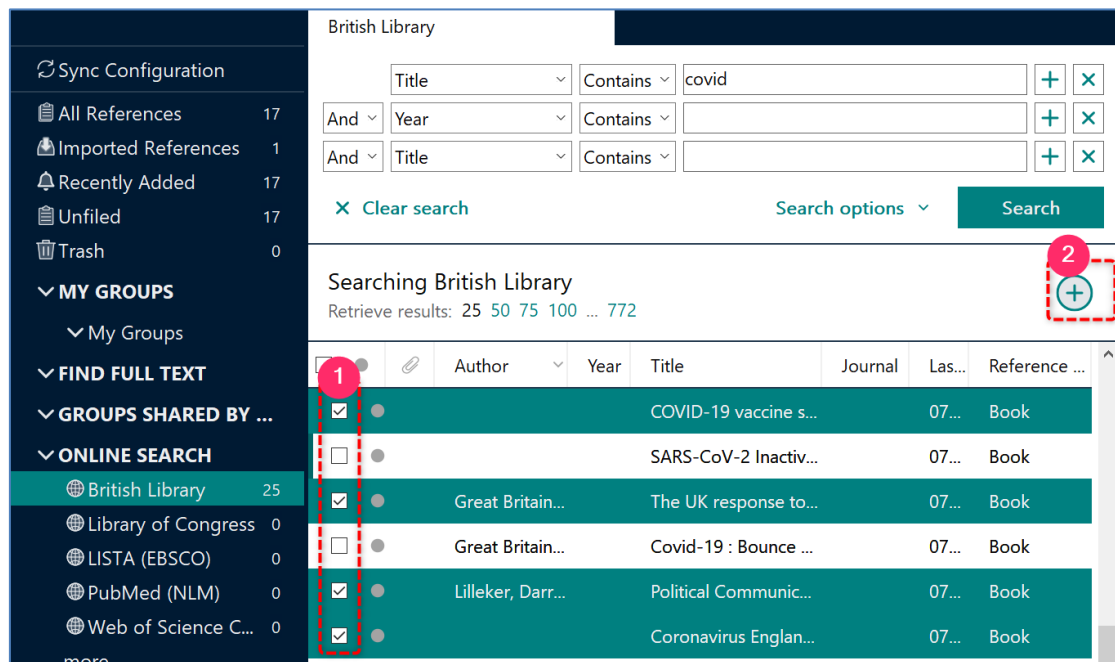 British Library
Sync Configuration
All References 17
Imported References 1
Recently Added 17
Unfiled 17
Trash 0
MY GROUPS
My Groups
FIND FULL TEXT
GROUPS SHARED BY ...
ONLINE SEARCH
British Library 25
Library of Congress 0
LISTA (EBSCO) 0
PubMed (NLM) 0
Web of Science C... 0
more
Title Contains covid
And Year Contains
And Title Contains
Clear search Search options Search
2
Searching British Library
Retrieve results: 25 50 75 100 ... 772
1
Author Year Title Journal Las... Reference ...
COVID-19 vaccine s... 07... Book
SARS-CoV-2 Inactiv... 07... Book
Great Britain... The UK response to... 07... Book
Great Britain... Covid-19 : Bounce ... 07... Book
Lilleker, Darr... Political Communic... 07... Book
Coronavirus Englan... 07... Book